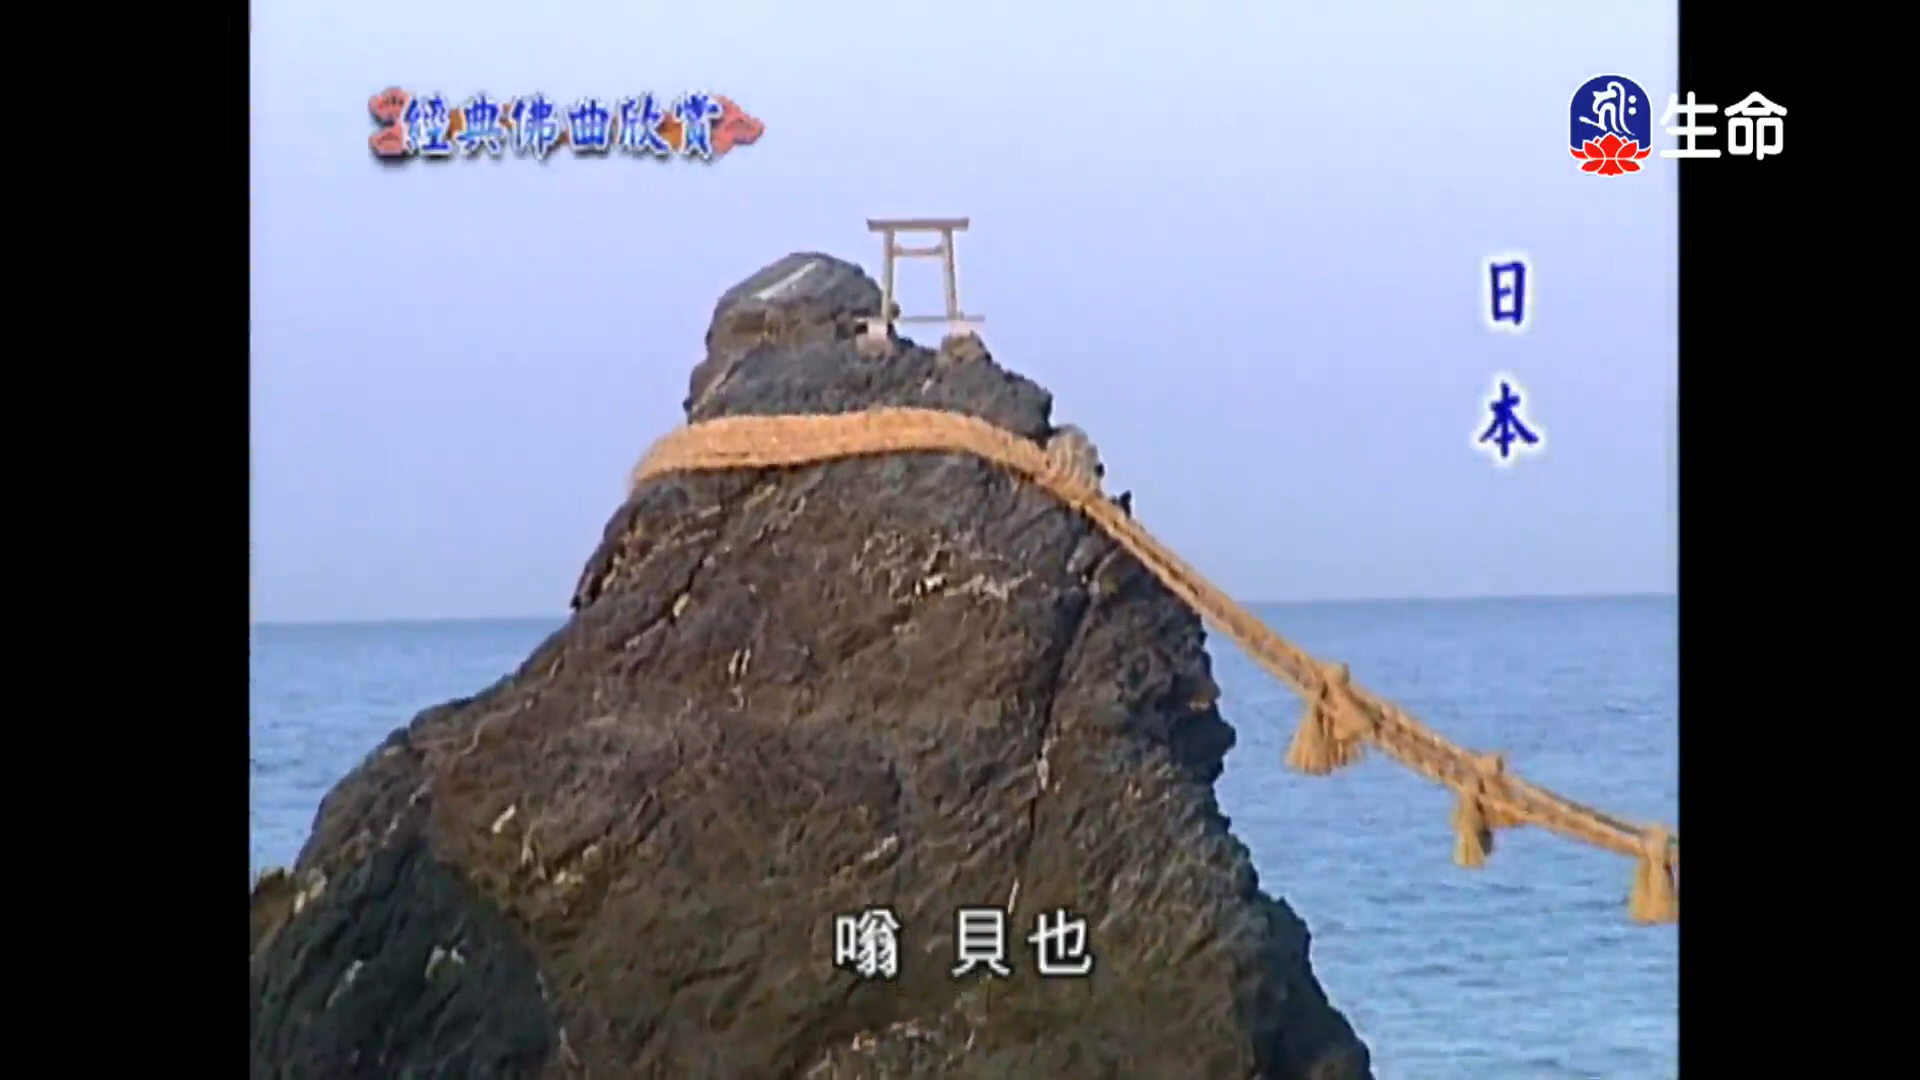 經典佛曲欣賞
生命
日本
嗡 貝也